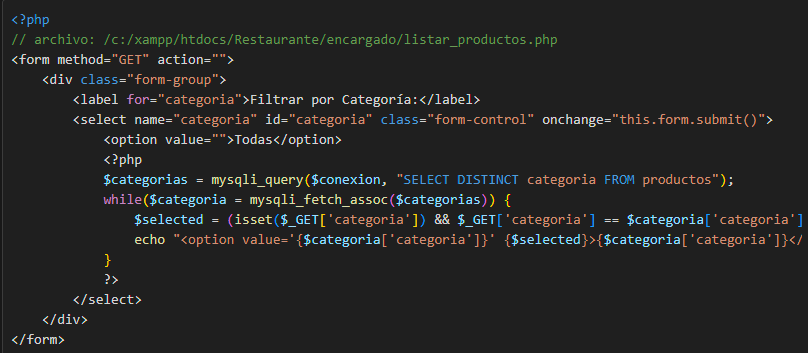 <?php
// archivo: /c:/xampp/htdocs/Restaurante/encargado/listar_productos.php
<form method="GET" action="">
    <div class="form-group">
        <label for="categoria">Filtrar por Categoría:</label>
        <select name="categoria" id="categoria" class="form-control" onchange="this.form.submit()">
            <option value="">Todas</option>
            <?php
            $categorias = mysqli_query($conexion, "SELECT DISTINCT categoria FROM productos");
            while($categoria = mysqli_fetch_assoc($categorias)) {
                $selected = (isset($_GET['categoria']) && $_GET['categoria'] == $categoria['categoria']
                echo "<option value='{$categoria['categoria']}' {$selected}>{$categoria['categoria']}</
            }
            ?>
        </select>
    </div>
</form>